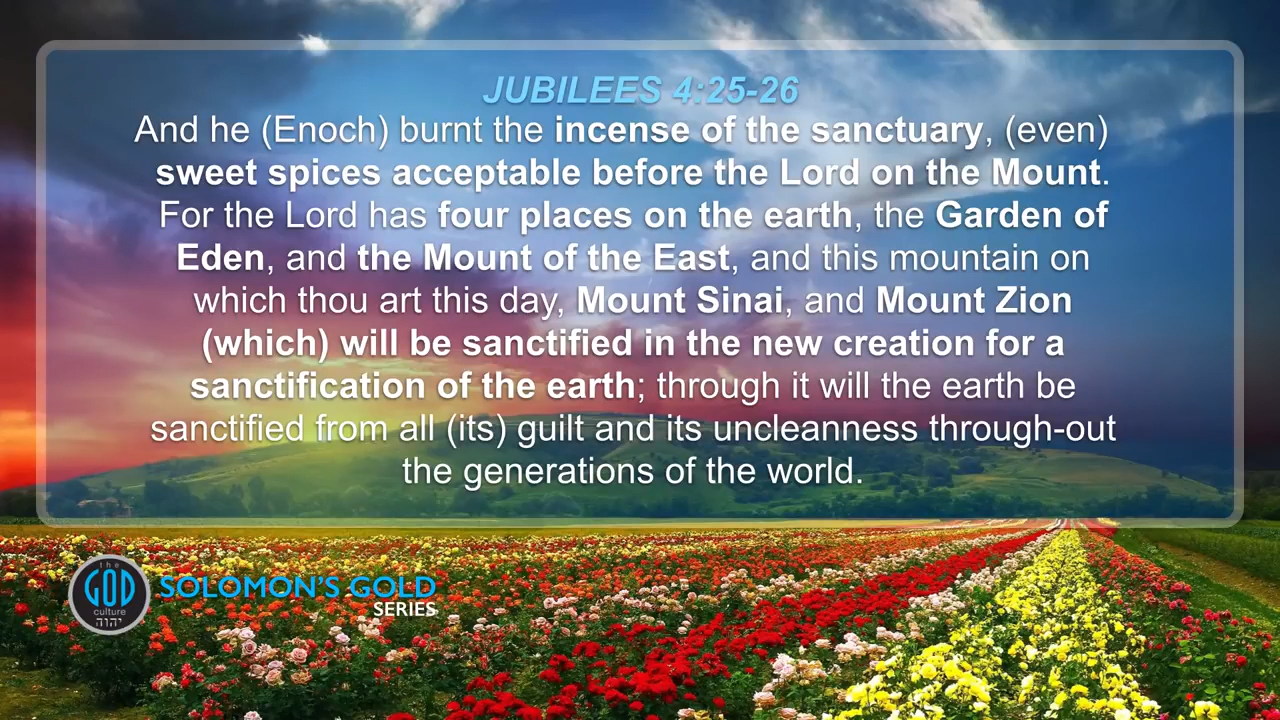 JUBILEES 4:25-26
And he (Enoch) burnt the incense of the sanctuary, (even)
sweet spices acceptable before the Lord on the Mount.
For the Lord has four places on the earth, the Garden of
Eden, and the Mount of the East, and this mountain on
which thou art this day, Mount Sinai, and Mount Zion
(which) will be sanctified in the new creation for a
sanctification of the earth; through it will the earth be
sanctified from all (its) guilt and its uncleanness through-out
the generations of the world.
the
GOD
culture
יהוה
SOLOMON'S GOLD
SERIES